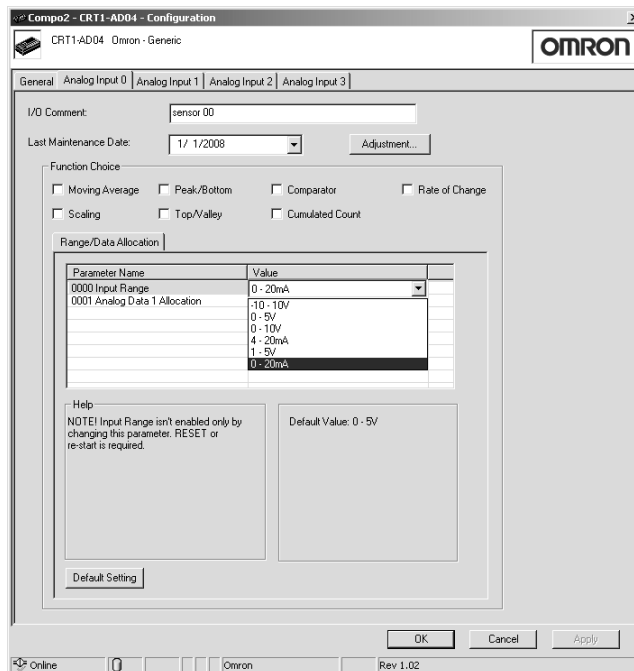 Compo2 - CRT1-AD04 - Configuration
CRT1-AD04 Omron - Generic
OMRON
General Analog Input 0 Analog Input 1 Analog Input 2 Analog Input 3
I/O Comment: sensor 00
Last Maintenance Date: 1/ 1/2008 Adjustment...
Function Choice
Moving Average Peak/Bottom Comparator Rate of Change
Scaling Top/Valley Cumulated Count
Range/Data Allocation
Parameter Name Value
0000 Input Range 0 - 20mA
0001 Analog Data 1 Allocation
-10 - 10V
0 - 5V
0 - 10V
4 - 20mA
1 - 5V
0 - 20mA
Help
NOTE! Input Range isn't enabled only by
changing this parameter. RESET or
re-start is required.
Default Value: 0 - 5V
Default Setting
OK Cancel Apply
Online Omron Rev 1.02